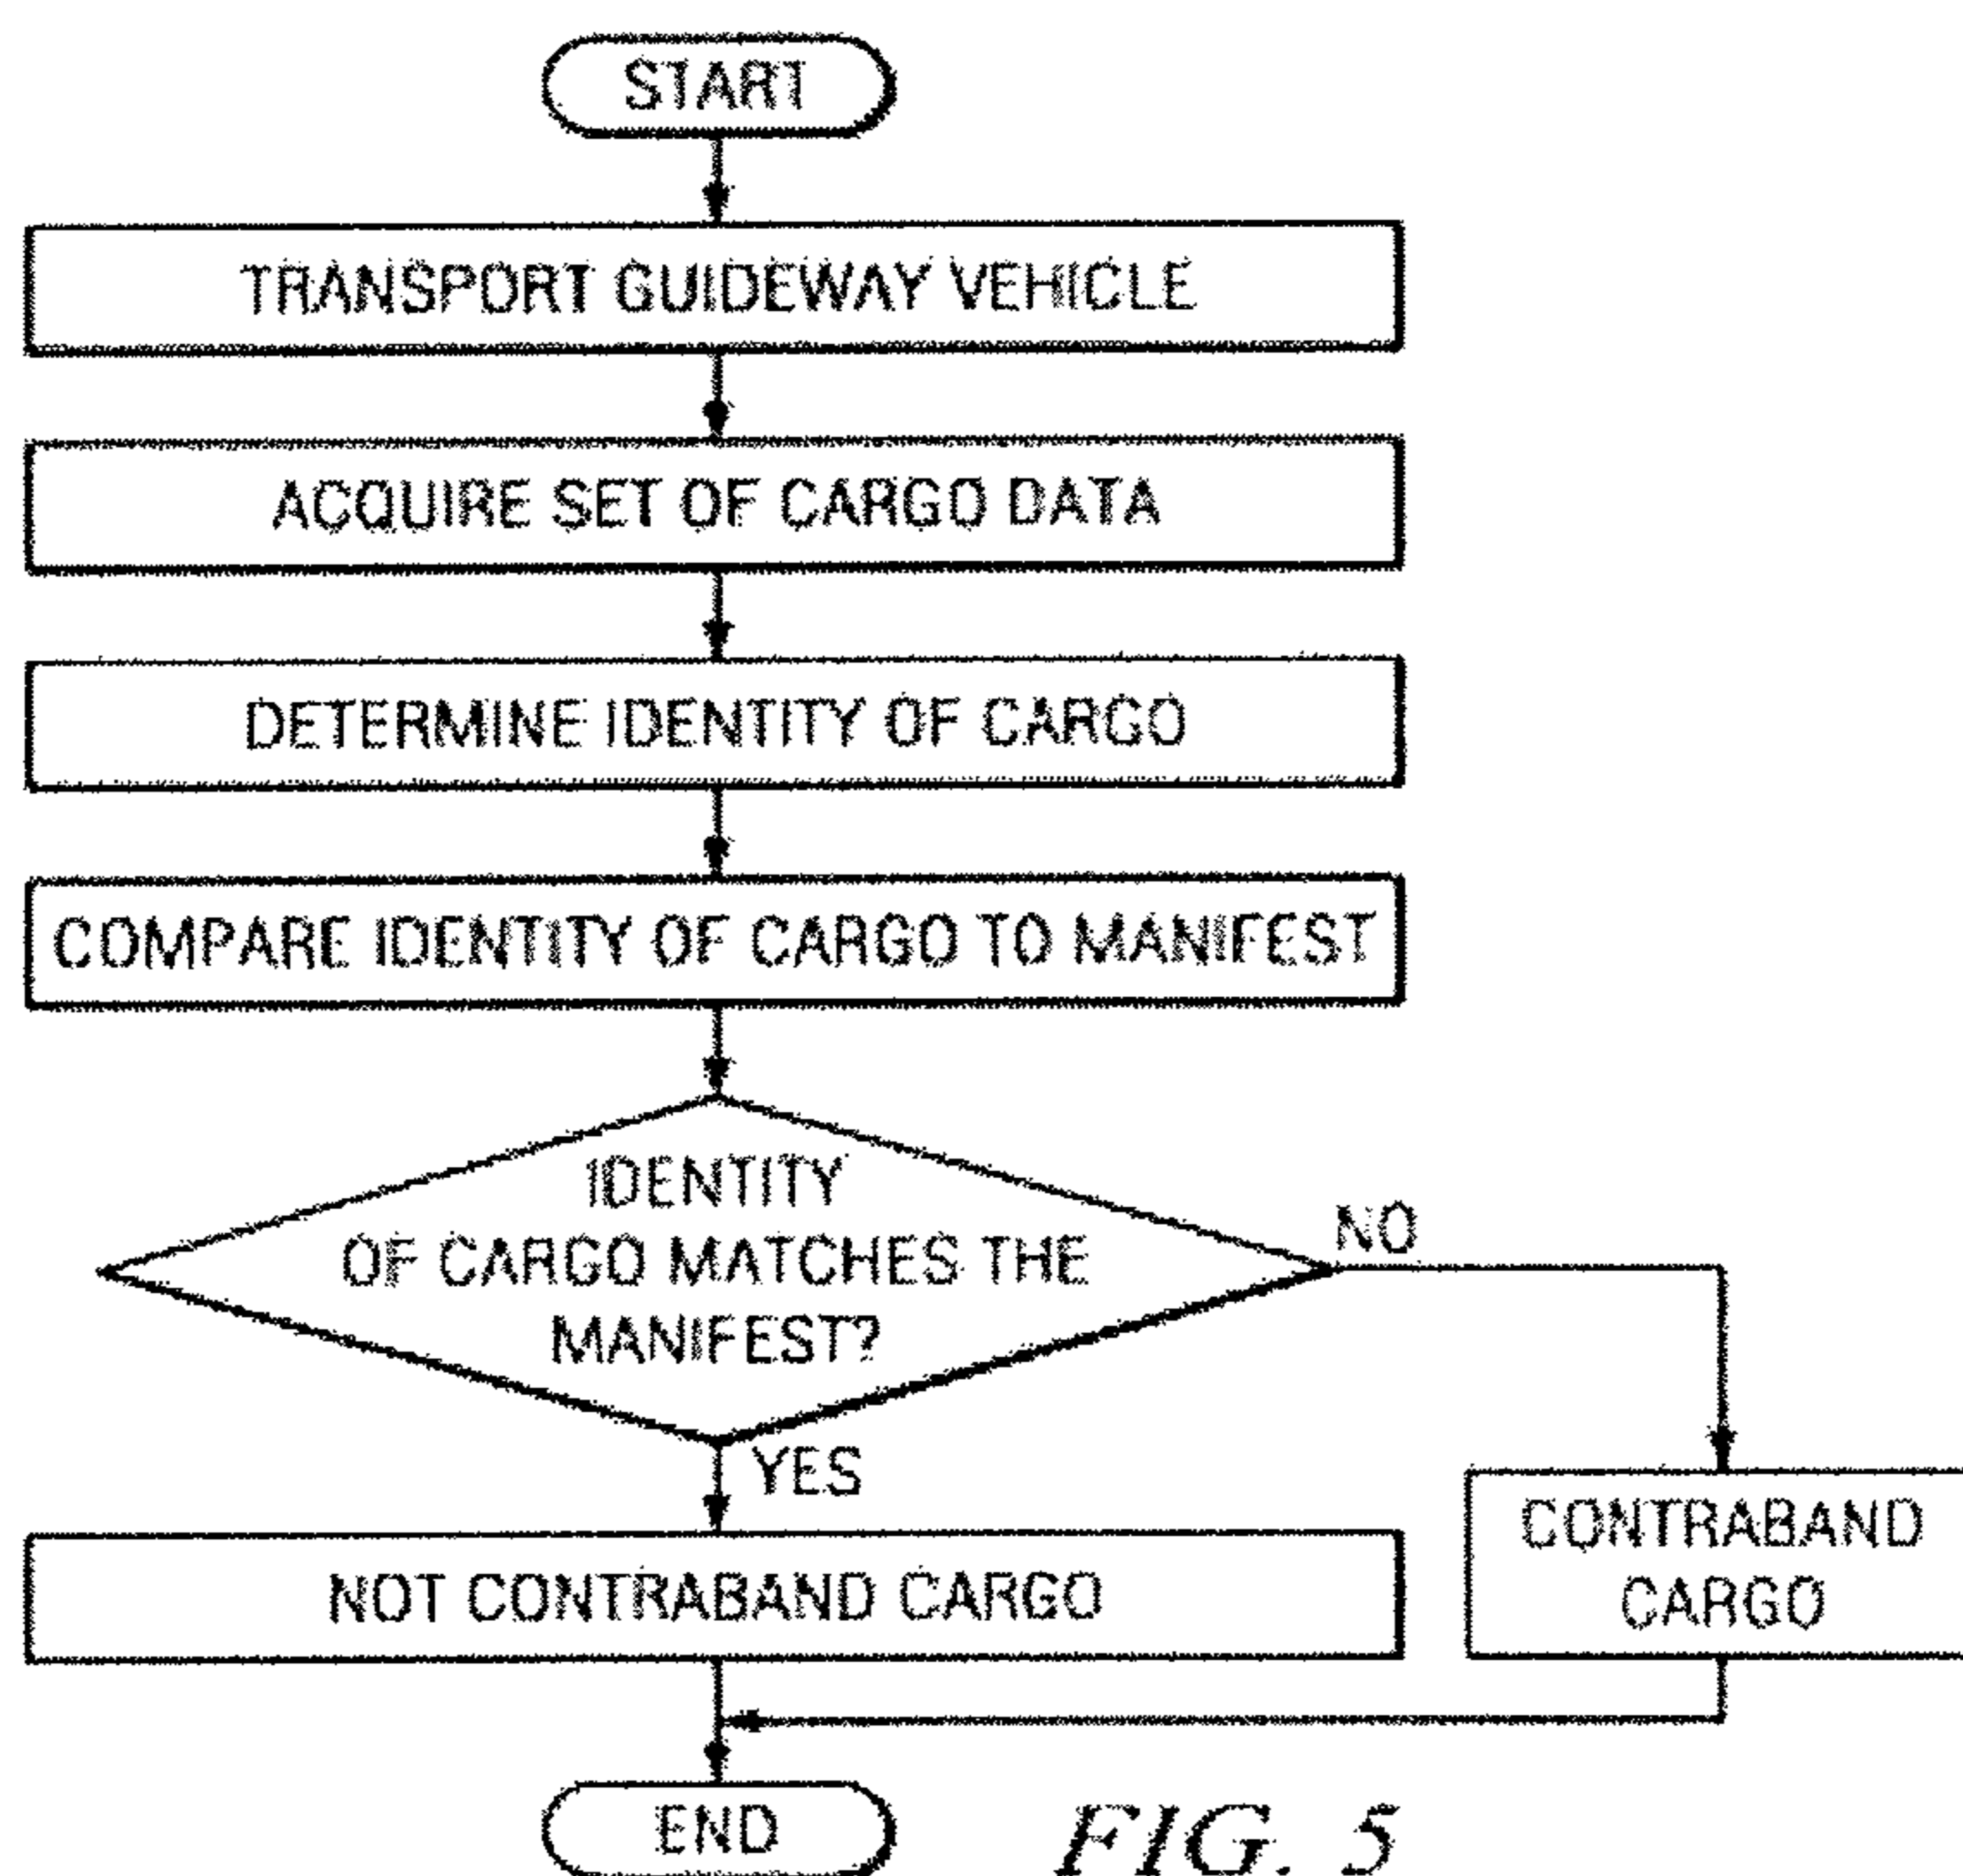 START
TRANSPORT GUIDEWAY VEHICLE
ACQUIRE SET OF CARGO DATA
DETERMINE IDENTITY OF CARGO
COMPARE IDENTITY OF CARGO TO MANIFEST
IDENTITY
OF CARGO MATCHES THE
MANIFEST?
NO
YES
NOT CONTRABAND CARGO
CONTRABAND
CARGO
END
FIG. 5